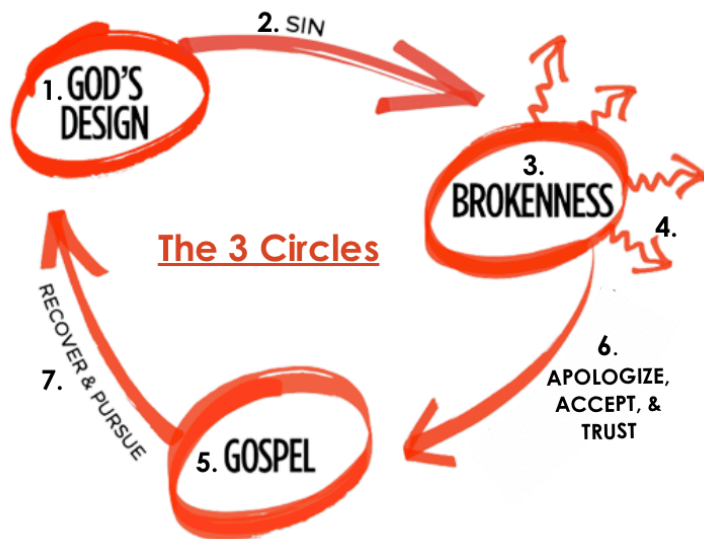 1. GOD'S
DESIGN
2. SIN
3.
BROKENNESS
4.
The 3 Circles
5. GOSPEL
6.
APOLOGIZE,
ACCEPT, &
TRUST
7.
RECOVER & PURSUE